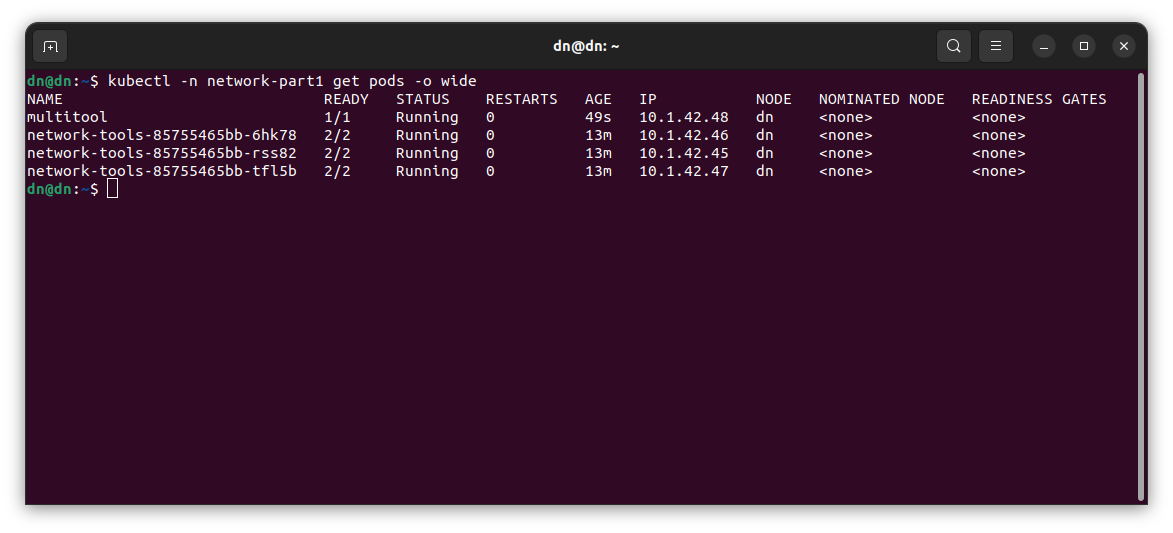 dn@dn: ~
dn@dn:~$ kubectl -n network-part1 get pods -o wide
NAME                             READY   STATUS    RESTARTS   AGE   IP           NODE   NOMINATED NODE   READINESS GATES
multitool                        1/1     Running   0          49s   10.1.42.48   dn     <none>           <none>
network-tools-85755465bb-6hk78   2/2     Running   0          13m   10.1.42.46   dn     <none>           <none>
network-tools-85755465bb-rss82   2/2     Running   0          13m   10.1.42.45   dn     <none>           <none>
network-tools-85755465bb-tfl5b   2/2     Running   0          13m   10.1.42.47   dn     <none>           <none>
dn@dn:~$